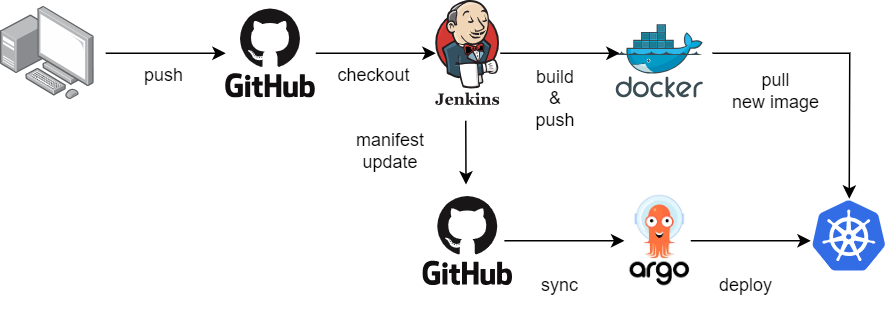 push
GitHub
checkout
Jenkins
build
&
push
docker
pull
new image
manifest
update
GitHub
sync
argo
deploy